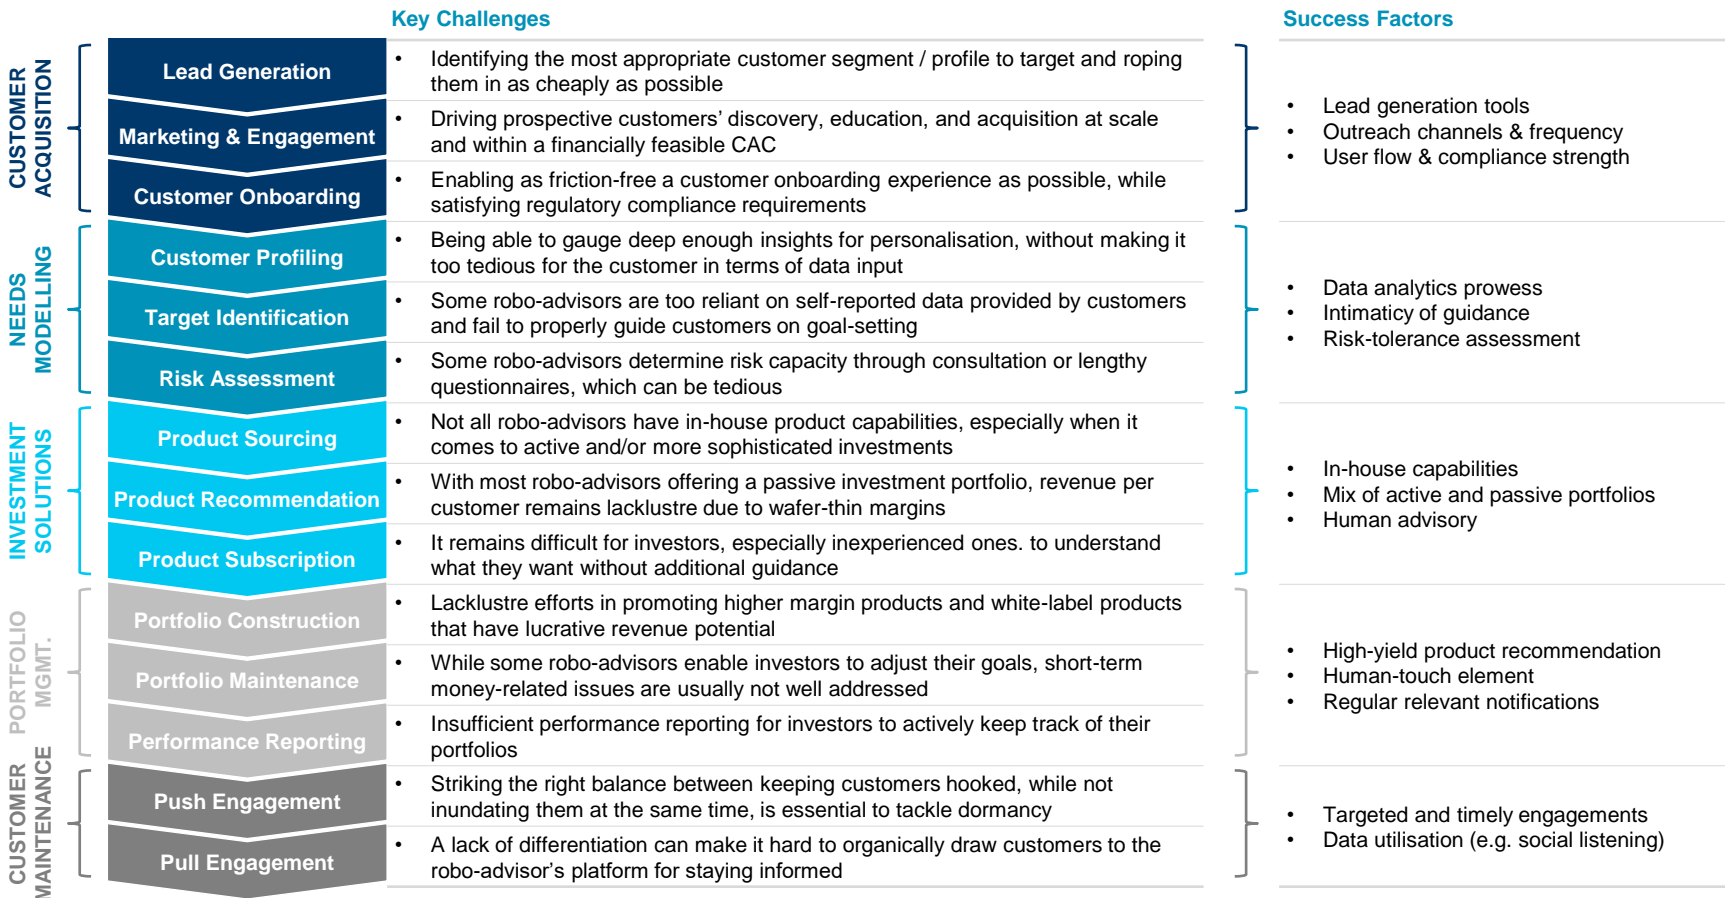 Key Challenges
Success Factors
CUSTOMER
ACQUISITION
Lead Generation
• Identifying the most appropriate customer segment / profile to target and roping
them in as cheaply as possible
Marketing & Engagement
• Driving prospective customers’ discovery, education, and acquisition at scale
and within a financially feasible CAC
Customer Onboarding
• Enabling as friction-free a customer onboarding experience as possible, while
satisfying regulatory compliance requirements
• Lead generation tools
• Outreach channels & frequency
• User flow & compliance strength
NEEDS
MODELLING
Customer Profiling
• Being able to gauge deep enough insights for personalisation, without making it
too tedious for the customer in terms of data input
Target Identification
• Some robo-advisors are too reliant on self-reported data provided by customers
and fail to properly guide customers on goal-setting
Risk Assessment
• Some robo-advisors determine risk capacity through consultation or lengthy
questionnaires, which can be tedious
• Data analytics prowess
• Intimaticy of guidance
• Risk-tolerance assessment
INVESTMENT
SOLUTIONS
Product Sourcing
• Not all robo-advisors have in-house product capabilities, especially when it
comes to active and/or more sophisticated investments
Product Recommendation
• With most robo-advisors offering a passive investment portfolio, revenue per
customer remains lacklustre due to wafer-thin margins
Product Subscription
• It remains difficult for investors, especially inexperienced ones. to understand
what they want without additional guidance
• In-house capabilities
• Mix of active and passive portfolios
• Human advisory
PORTFOLIO
MGMT.
Portfolio Construction
• Lacklustre efforts in promoting higher margin products and white-label products
that have lucrative revenue potential
Portfolio Maintenance
• While some robo-advisors enable investors to adjust their goals, short-term
money-related issues are usually not well addressed
Performance Reporting
• Insufficient performance reporting for investors to actively keep track of their
portfolios
• High-yield product recommendation
• Human-touch element
• Regular relevant notifications
CUSTOMER
MAINTENANCE
Push Engagement
• Striking the right balance between keeping customers hooked, while not
inundating them at the same time, is essential to tackle dormancy
Pull Engagement
• A lack of differentiation can make it hard to organically draw customers to the
robo-advisor’s platform for staying informed
• Targeted and timely engagements
• Data utilisation (e.g. social listening)